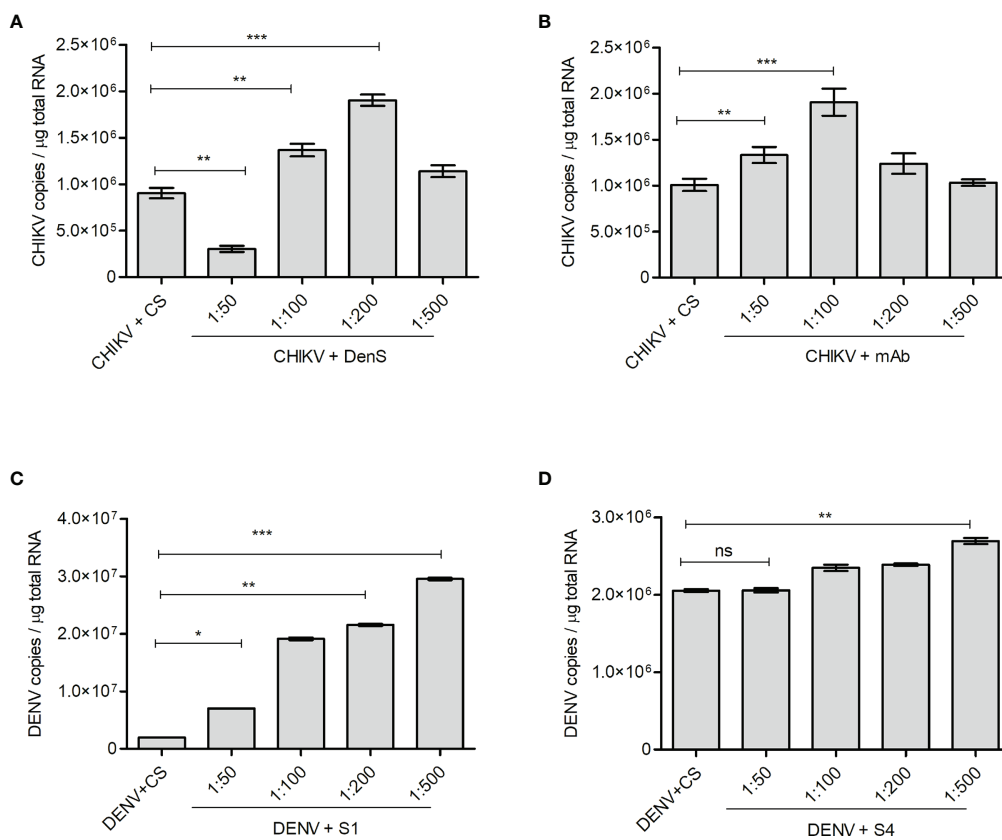 A
CHIKV copies / μg total RNA
2.5×10⁶
2.0×10⁶
1.5×10⁶
1.0×10⁶
5.0×10⁵
0
***
**
**
CHIKV + CS
1:50
1:100
1:200
1:500
CHIKV + DenS
B
CHIKV copies / μg total RNA
2.5×10⁶
2.0×10⁶
1.5×10⁶
1.0×10⁶
5.0×10⁵
0
***
**
CHIKV + CS
1:50
1:100
1:200
1:500
CHIKV + mAb
C
DENV copies / μg total RNA
4.0×10⁷
3.0×10⁷
2.0×10⁷
1.0×10⁷
0
***
**
*
DENV+CS
1:50
1:100
1:200
1:500
DENV + S1
D
DENV copies / μg total RNA
3.0×10⁶
2.0×10⁶
1.0×10⁶
0
**
ns
DENV+CS
1:50
1:100
1:200
1:500
DENV + S4